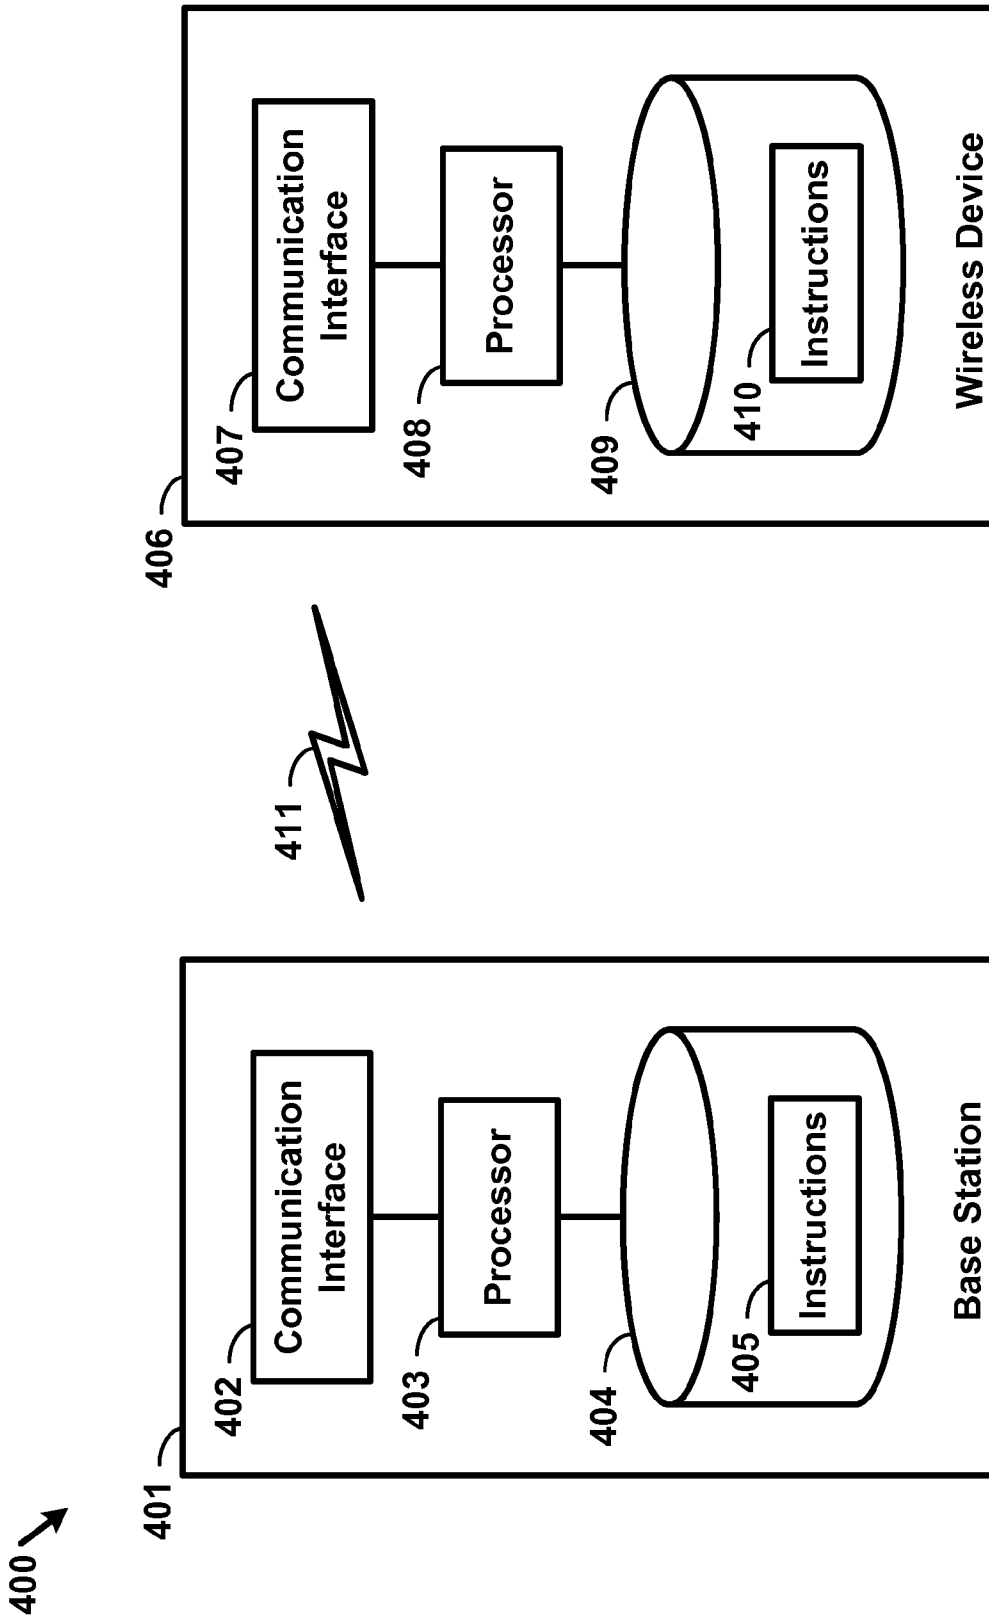 400
401
402
Communication
Interface
403
Processor
404
405
Instructions
Base Station
411
406
407
Communication
Interface
408
Processor
409
410
Instructions
Wireless Device